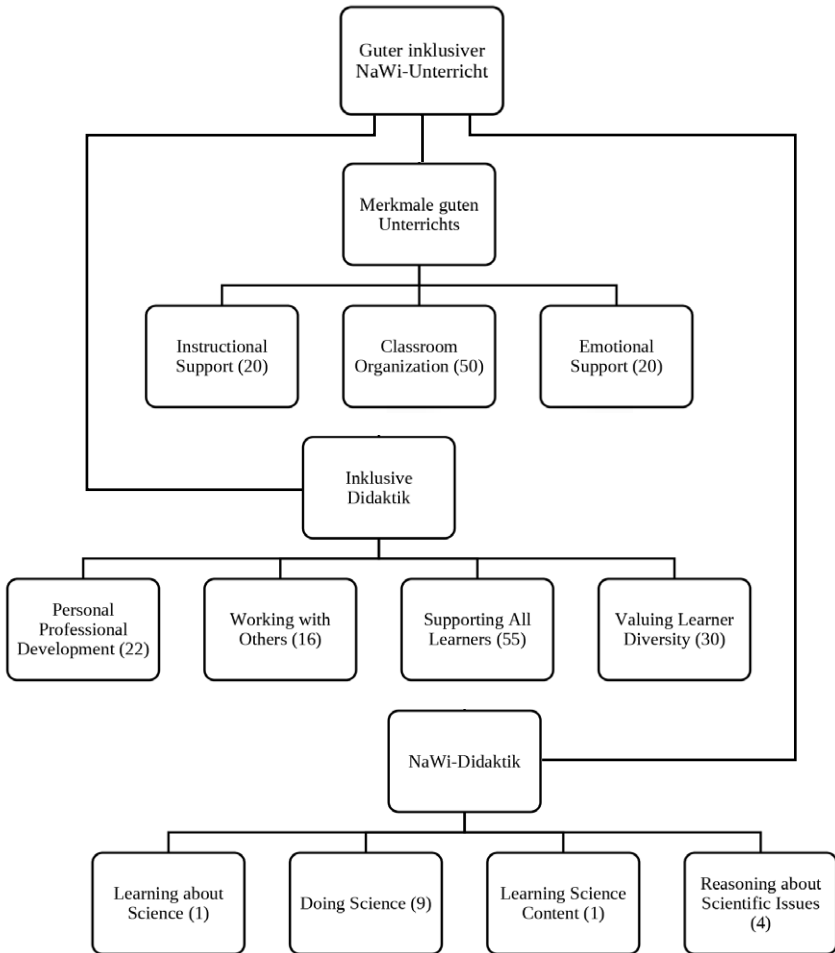 Guter inklusiver
NaWi-Unterricht
Merkmale guten
Unterrichts
Instructional
Support (20)
Classroom
Organization (50)
Emotional
Support (20)
Inklusive
Didaktik
Personal
Professional
Development (22)
Working with
Others (16)
Supporting All
Learners (55)
Valuing Learner
Diversity (30)
NaWi-Didaktik
Learning about
Science (1)
Doing Science (9)
Learning Science
Content (1)
Reasoning about
Scientific Issues
(4)